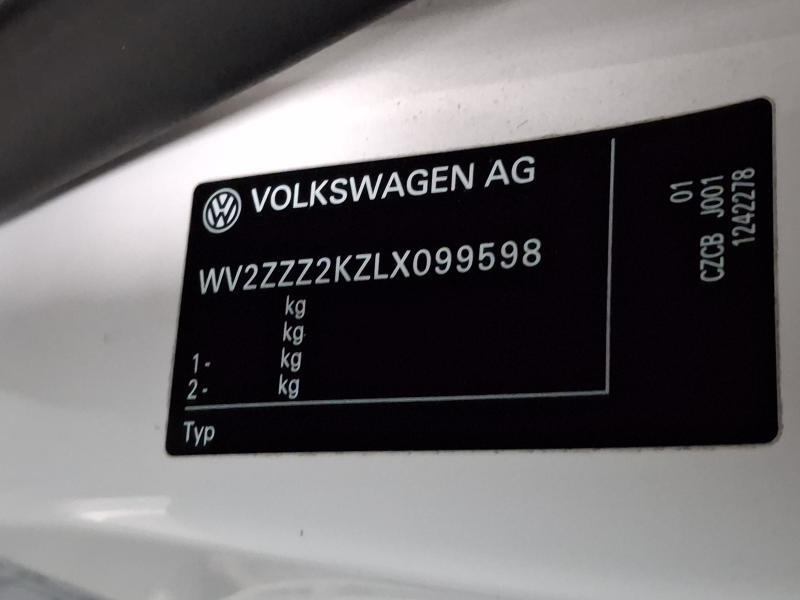 VOLKSWAGEN AG
WV2ZZZ2KZLX099598
kg
kg
1- kg
2- kg
Typ
01
CZCB J001
1242278